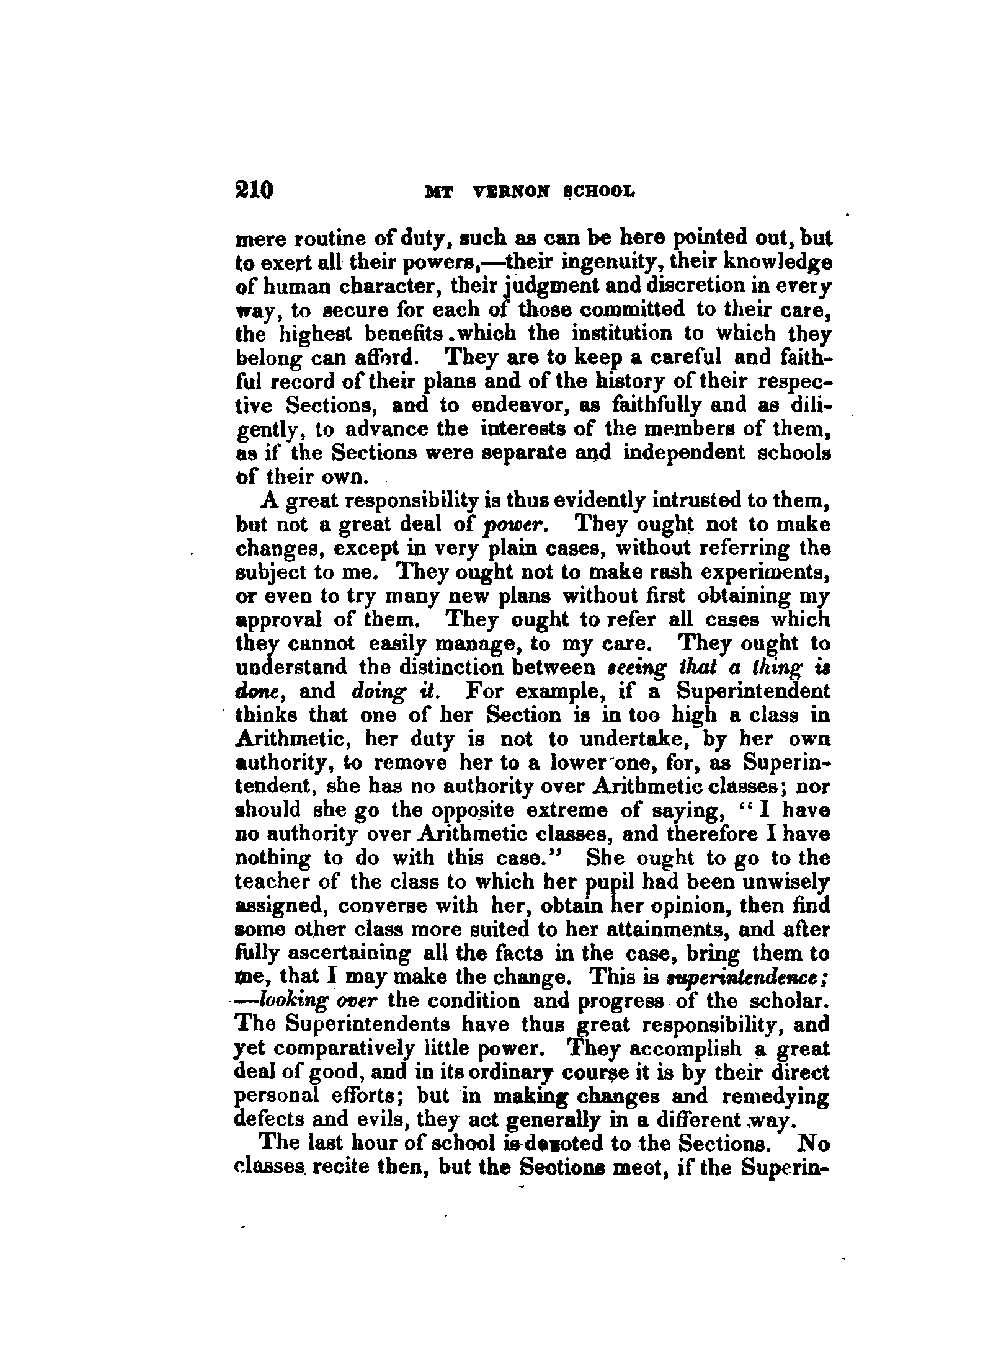 210 MT VERNON SCHOOL
mere routine of duty, such as can be here pointed out, but
to exert all their powers,—their ingenuity, their knowledge
of human character, their judgment and discretion in every
way, to secure for each of those committed to their care,
the highest benefits which the institution to which they
belong can afford. They are to keep a careful and faith-
ful record of their plans and of the history of their respec-
tive Sections, and to endeavor, as faithfully and as dili-
gently, to advance the interests of the members of them,
as if the Sections were separate and independent schools
of their own.
A great responsibility is thus evidently intrusted to them,
but not a great deal of power. They ought not to make
changes, except in very plain cases, without referring the
subject to me. They ought not to make rash experiments,
or even to try many new plans without first obtaining my
approval of them. They ought to refer all cases which
they cannot easily manage, to my care. They ought to
understand the distinction between seeing that a thing is
done, and doing it. For example, if a Superintendent
thinks that one of her Section is in too high a class in
Arithmetic, her duty is not to undertake, by her own
authority, to remove her to a lower one, for, as Superin-
tendent, she has no authority over Arithmetic classes; nor
should she go the opposite extreme of saying, “I have
no authority over Arithmetic classes, and therefore I have
nothing to do with this case.” She ought to go to the
teacher of the class to which her pupil had been unwisely
assigned, converse with her, obtain her opinion, then find
some other class more suited to her attainments, and after
fully ascertaining all the facts in the case, bring them to
me, that I may make the change. This is superintendence;
—looking over the condition and progress of the scholar.
The Superintendents have thus great responsibility, and
yet comparatively little power. They accomplish a great
deal of good, and in its ordinary course it is by their direct
personal efforts; but in making changes and remedying
defects and evils, they act generally in a different way.
The last hour of school is devoted to the Sections. No
classes recite then, but the Sections meet, if the Superin-